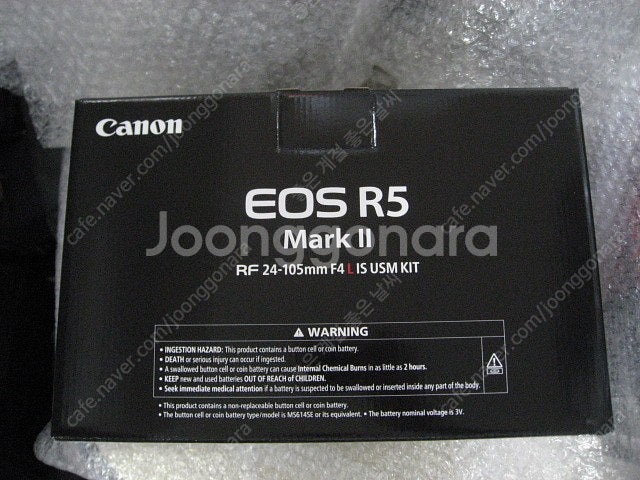 Canon
EOS R5
Mark II
Joonggonara
RF 24-105mm F4 L IS USM KIT
⚠ WARNING
• INGESTION HAZARD: This product contains a button cell or coin battery.
• DEATH or serious injury can occur if ingested.
• A swallowed button cell or coin battery can cause Internal Chemical Burns in as little as 2 hours.
• KEEP new and used batteries OUT OF REACH of CHILDREN.
• Seek immediate medical attention if a battery is suspected to be swallowed or inserted inside any part of the body.
• This product contains a non-replaceable button cell or coin battery.
• The button cell or coin battery type/model is MS614SE or its equivalent. • The battery nominal voltage is 3V.
cafe.naver.com/joonggonara